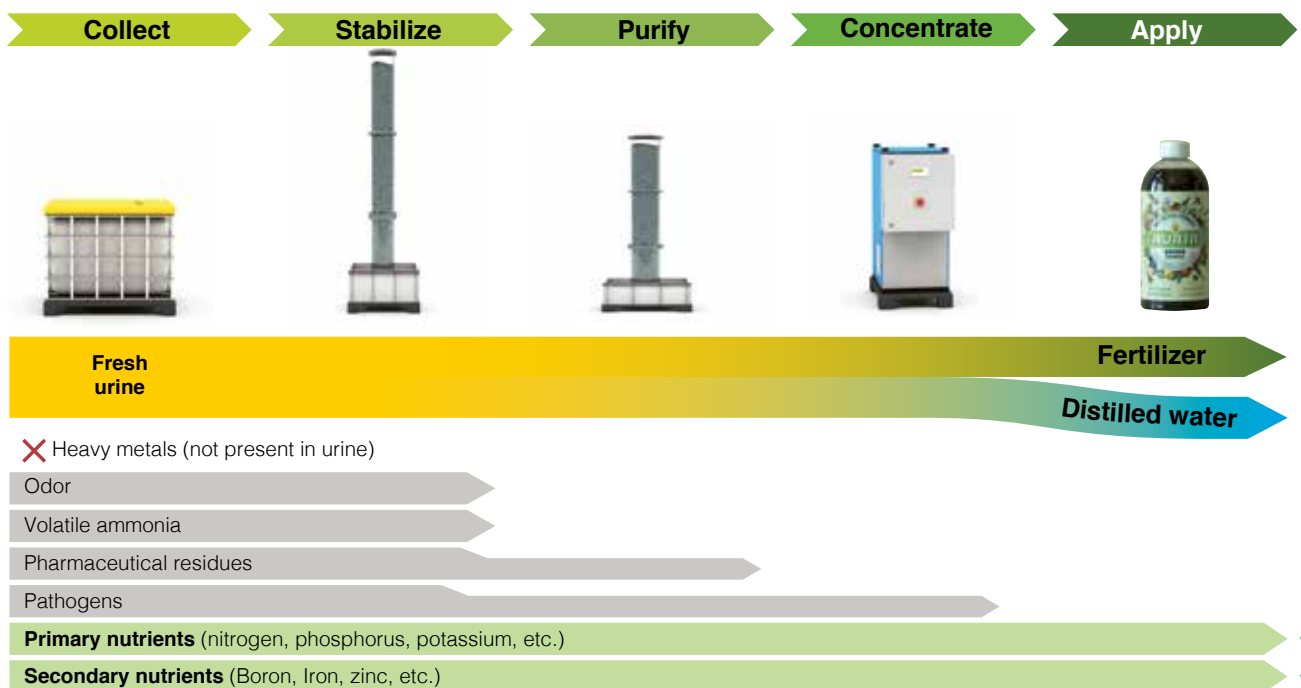 Collect
Stabilize
Purify
Concentrate
Apply
AURIN
Fresh
urine
Fertilizer
Distilled water
Heavy metals (not present in urine)
Odor
Volatile ammonia
Pharmaceutical residues
Pathogens
Primary nutrients (nitrogen, phosphorus, potassium, etc.)
Secondary nutrients (Boron, Iron, zinc, etc.)